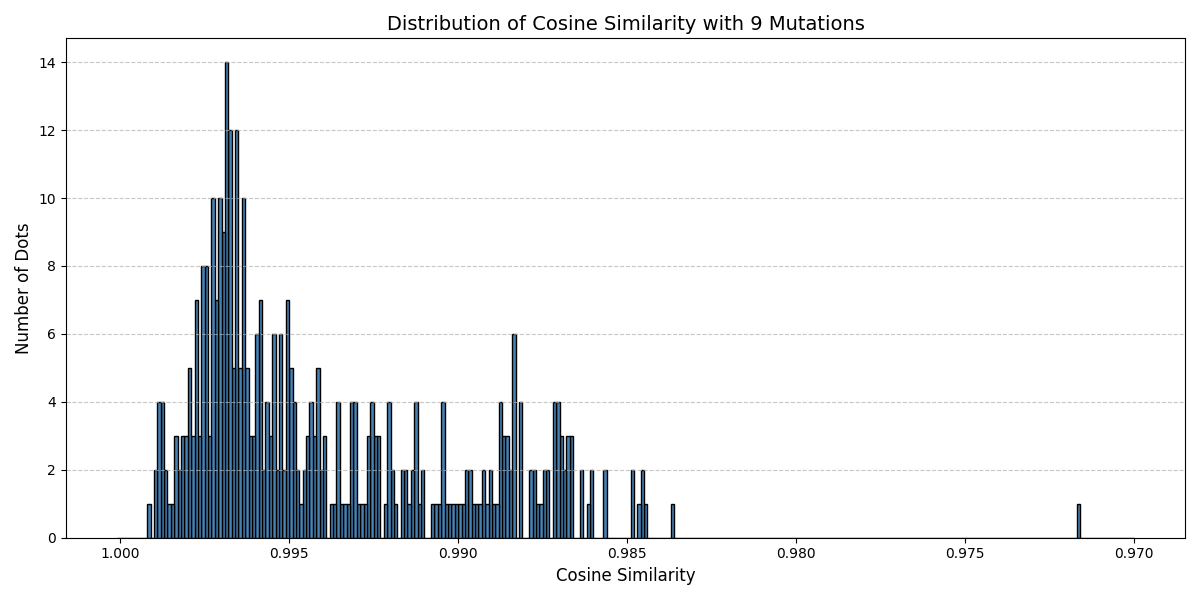 Distribution of Cosine Similarity with 9 Mutations
Number of Dots
14
12
10
8
6
4
2
0
1.000 0.995 0.990 0.985 0.980 0.975 0.970
Cosine Similarity